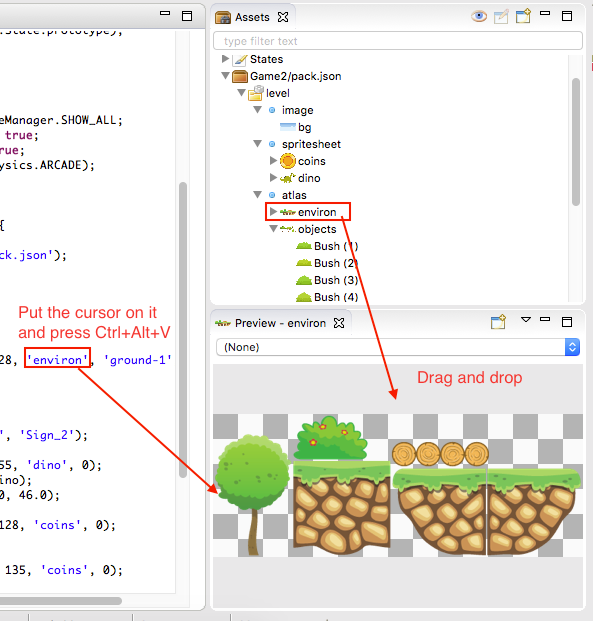 .state.prototype);
eManager.SHOW_ALL;
true;
rue;
ysics.ARCADE);
{
ck.json');
Put the cursor on it
and press Ctrl+Alt+V
28, 'environ', 'ground-1'
', 'Sign_2');
55, 'dino', 0);
ino);
0, 46.0);
128, 'coins', 0);
135, 'coins', 0);
Assets
type filter text
States
Game2/pack.json
level
image
bg
spritesheet
coins
dino
atlas
environ
objects
Bush (1)
Bush (2)
Bush (3)
Bush (4)
Preview - environ
(None)
Drag and drop